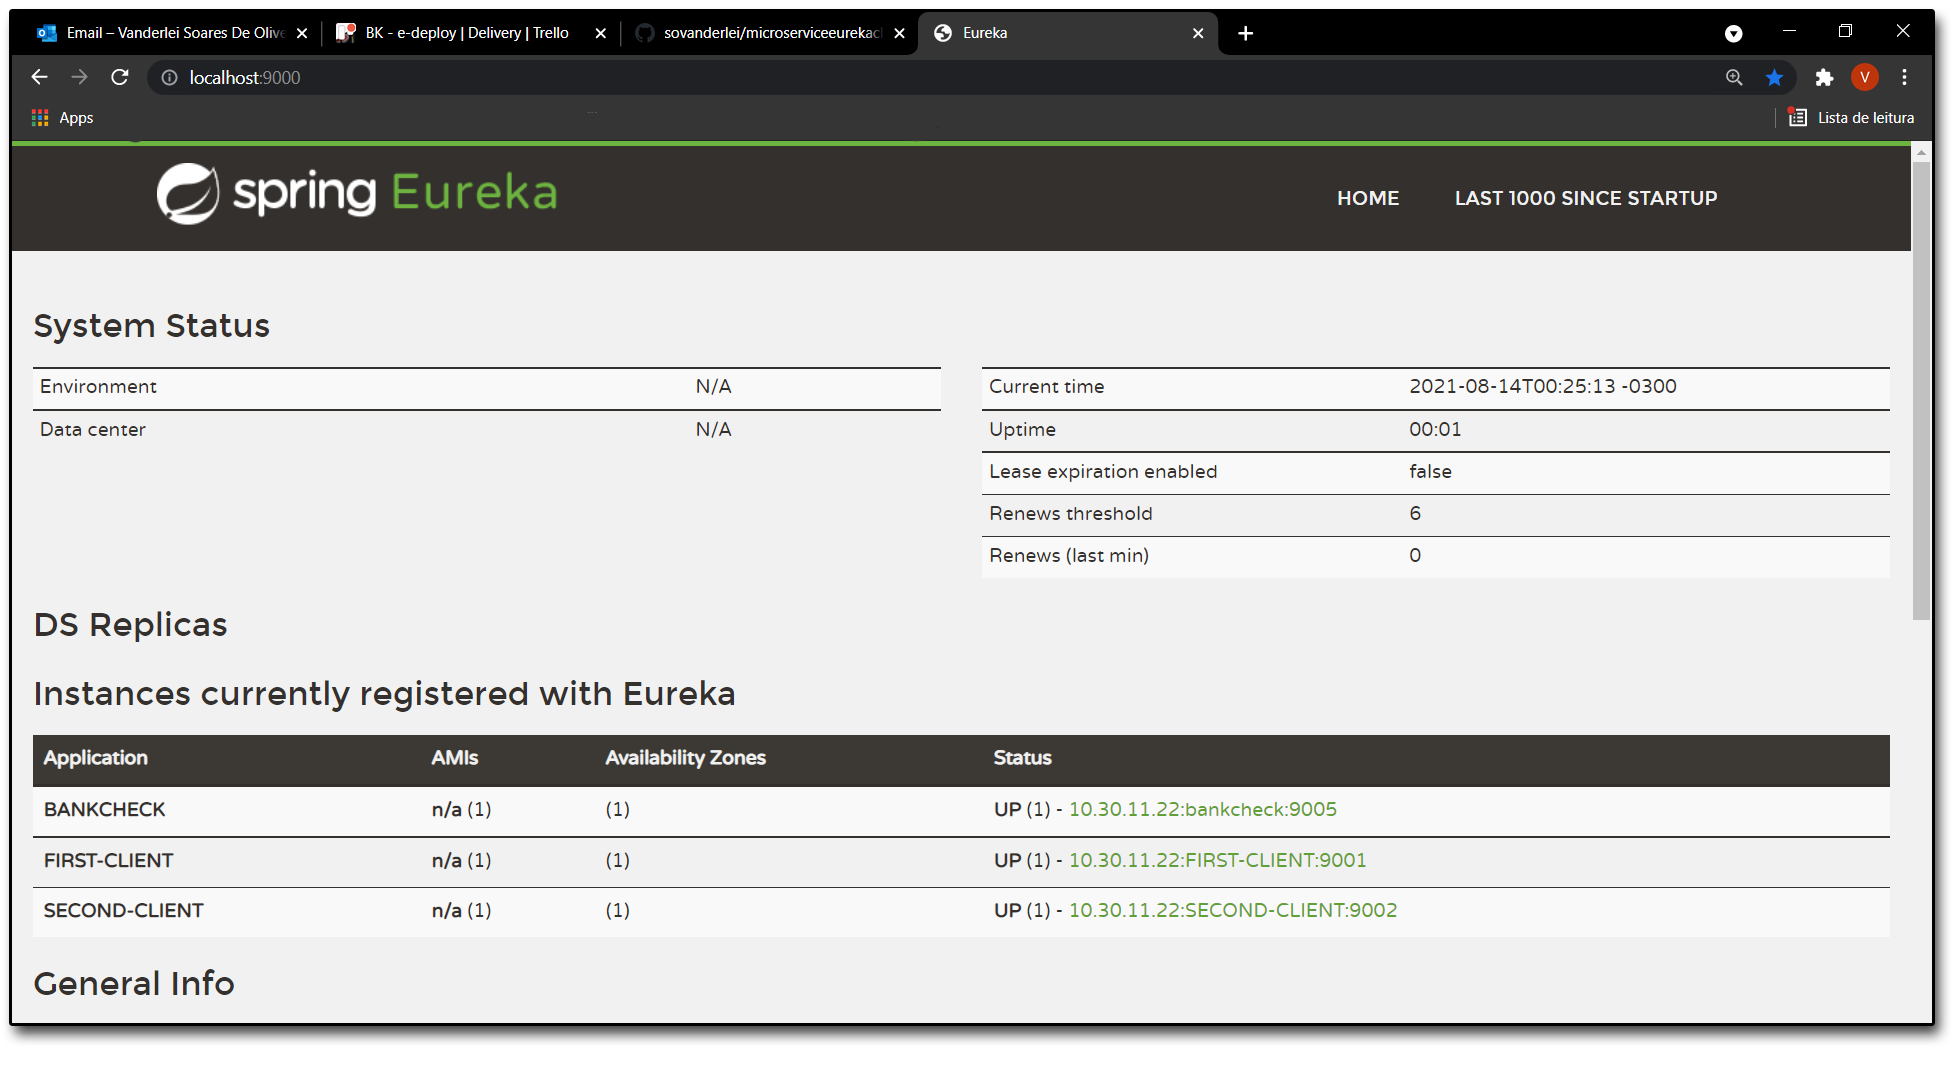 Email – Vanderlei Soares De Olive
BK - e-deploy | Delivery | Trello
sovanderlei/microserviceeurekacl
Eureka
localhost:9000
V
Apps
Lista de leitura
spring Eureka
HOME
LAST 1000 SINCE STARTUP
System Status
Environment N/A
Data center N/A
Current time 2021-08-14T00:25:13 -0300
Uptime 00:01
Lease expiration enabled false
Renews threshold 6
Renews (last min) 0
DS Replicas
Instances currently registered with Eureka
Application AMIs Availability Zones Status
BANKCHECK n/a (1) (1) UP (1) - 10.30.11.22:bankcheck:9005
FIRST-CLIENT n/a (1) (1) UP (1) - 10.30.11.22:FIRST-CLIENT:9001
SECOND-CLIENT n/a (1) (1) UP (1) - 10.30.11.22:SECOND-CLIENT:9002
General Info